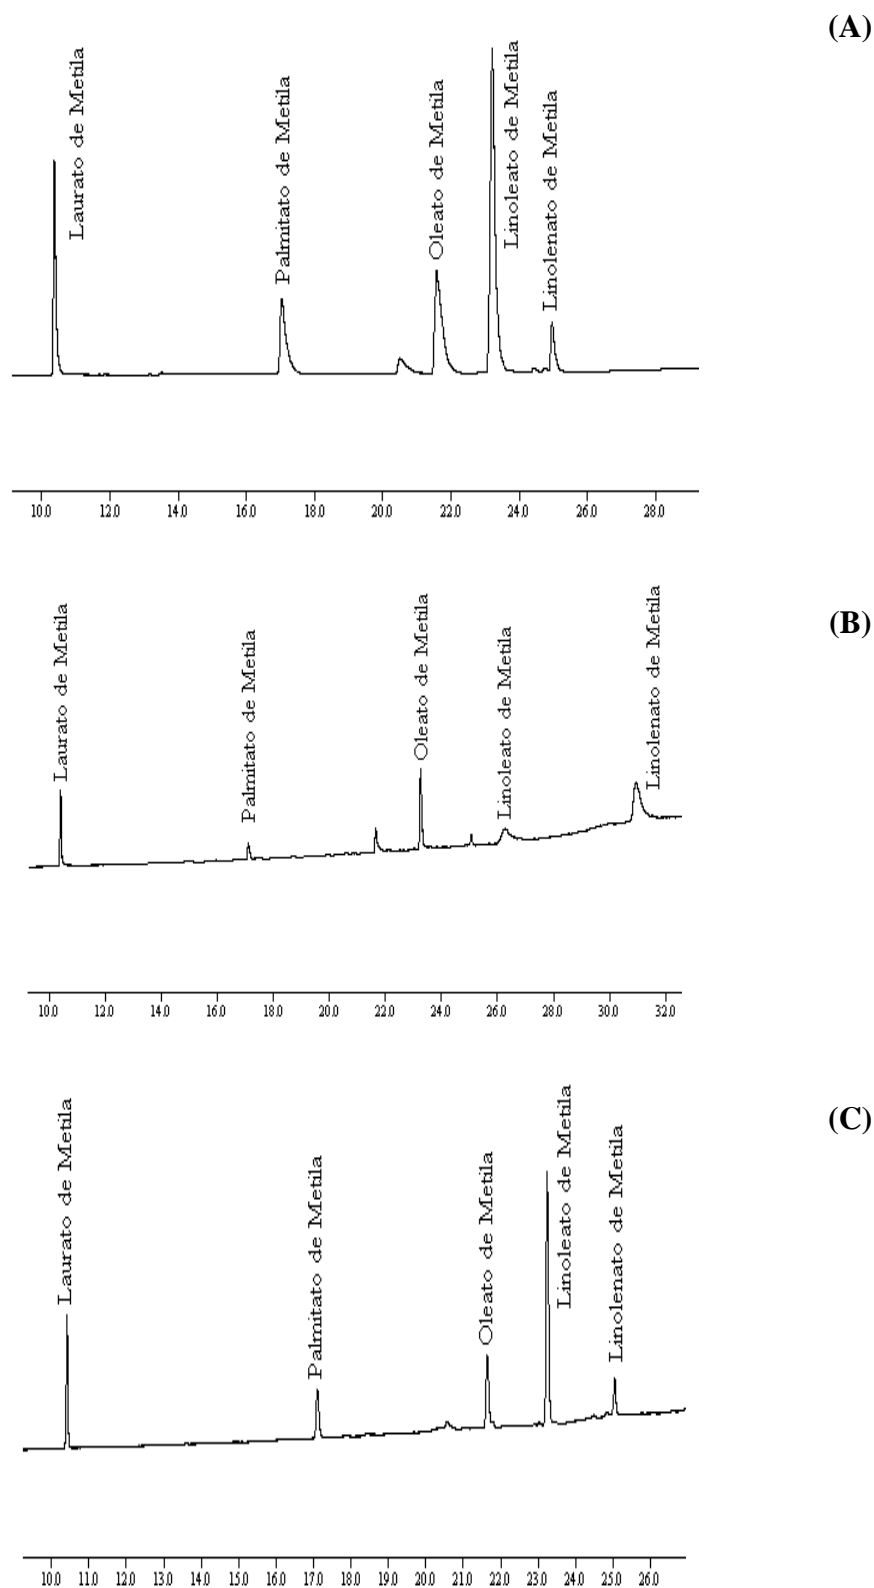 (A)
Laurato de Metila
Palmitato de Metila
Oleato de Metila
Linoleato de Metila
Linolenato de Metila
10.0 12.0 14.0 16.0 18.0 20.0 22.0 24.0 26.0 28.0
(B)
Laurato de Metila
Palmitato de Metila
Oleato de Metila
Linoleato de Metila
Linolenato de Metila
10.0 12.0 14.0 16.0 18.0 20.0 22.0 24.0 26.0 28.0 30.0 32.0
(C)
Laurato de Metila
Palmitato de Metila
Oleato de Metila
Linoleato de Metila
Linolenato de Metila
10.0 11.0 12.0 13.0 14.0 15.0 16.0 17.0 18.0 19.0 20.0 21.0 22.0 23.0 24.0 25.0 26.0